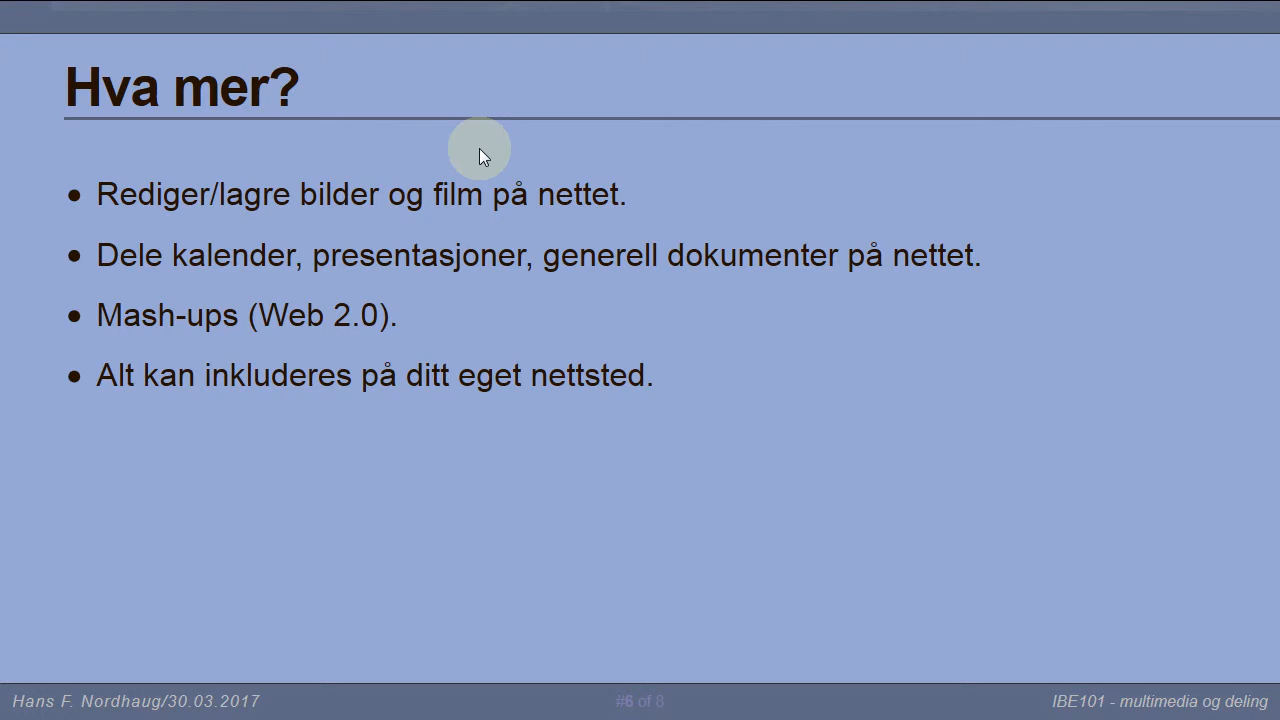 Hva mer?
Rediger/lagre bilder og film på nettet.
Dele kalender, presentasjoner, generell dokumenter på nettet.
Mash-ups (Web 2.0).
Alt kan inkluderes på ditt eget nettsted.
Hans F. Nordhaug/30.03.2017
#6 of 8
IBE101 - multimedia og deling